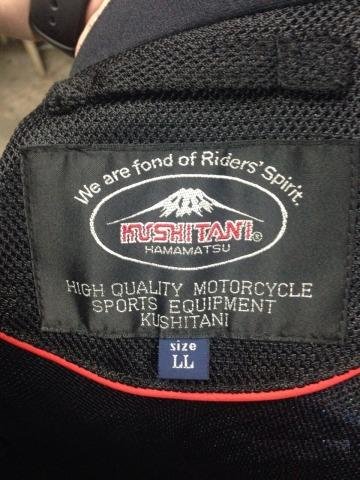 We are fond of Riders' Spirit.
KUSHITANI®
HAMAMATSU
HIGH QUALITY MOTORCYCLE
SPORTS EQUIPMENT
KUSHITANI
size
LL